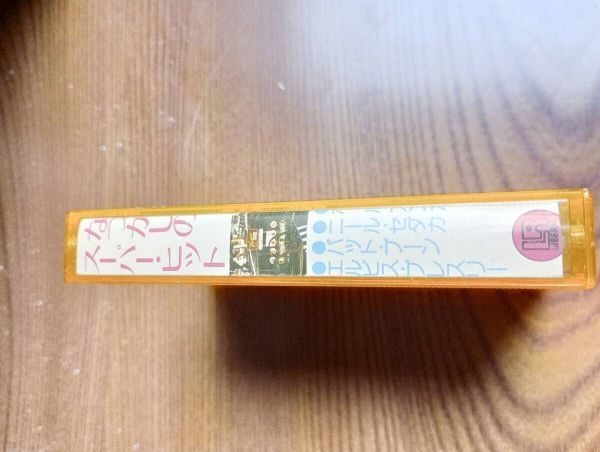 なつかしの
スーパー・ヒット
●ニール・セダカ
●パット・ブーン
●エルビス・プレスリー